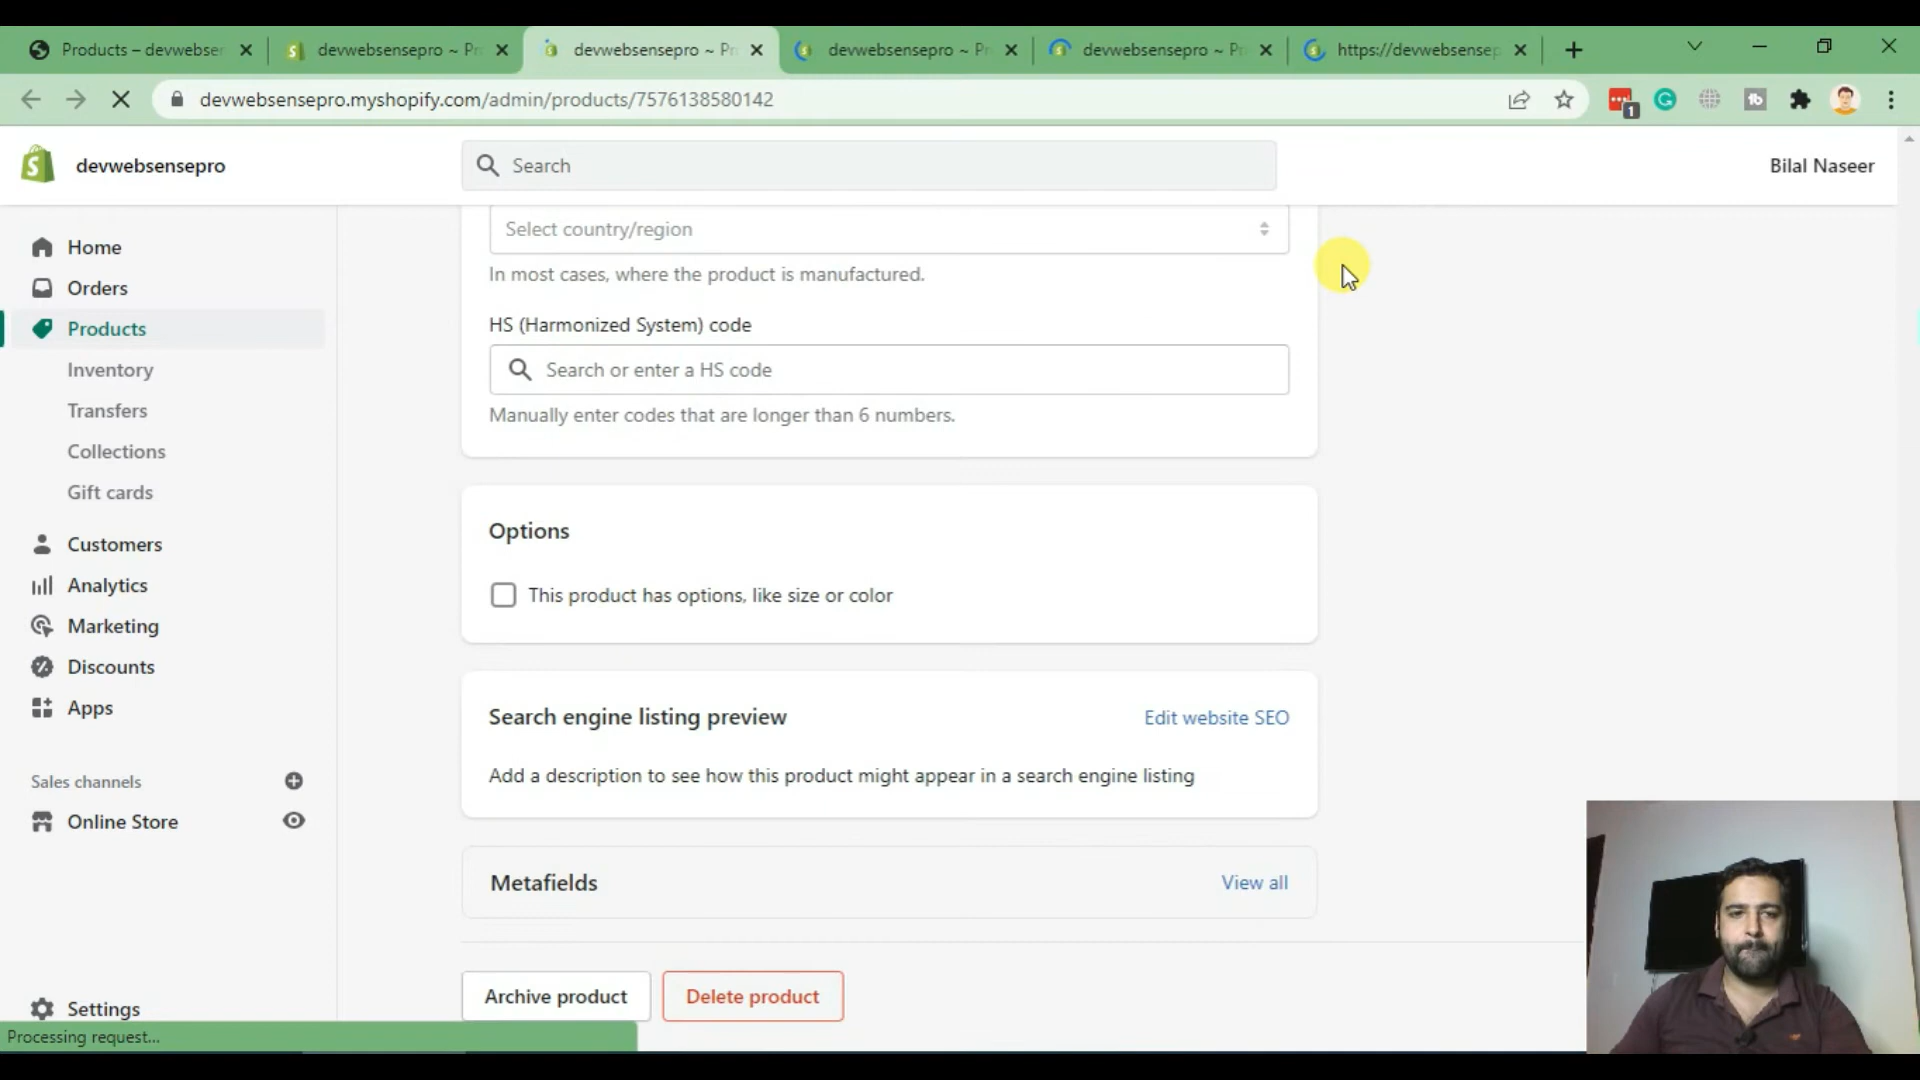 Products – devwebser
devwebsensepro ~ Pr
devwebsensepro ~ Pr
devwebsensepro ~ Pr
devwebsensepro ~ Pr
https://devwebsensep
devwebsensepro.myshopify.com/admin/products/7576138580142
1
devwebsensepro
Search
Bilal Naseer
Home
Orders
Products
Inventory
Transfers
Collections
Gift cards
Customers
Analytics
Marketing
Discounts
Apps
Sales channels
Online Store
Settings
Processing request...
Select country/region
In most cases, where the product is manufactured.
HS (Harmonized System) code
Search or enter a HS code
Manually enter codes that are longer than 6 numbers.
Options
This product has options, like size or color
Search engine listing preview
Edit website SEO
Add a description to see how this product might appear in a search engine listing
Metafields
View all
Archive product
Delete product